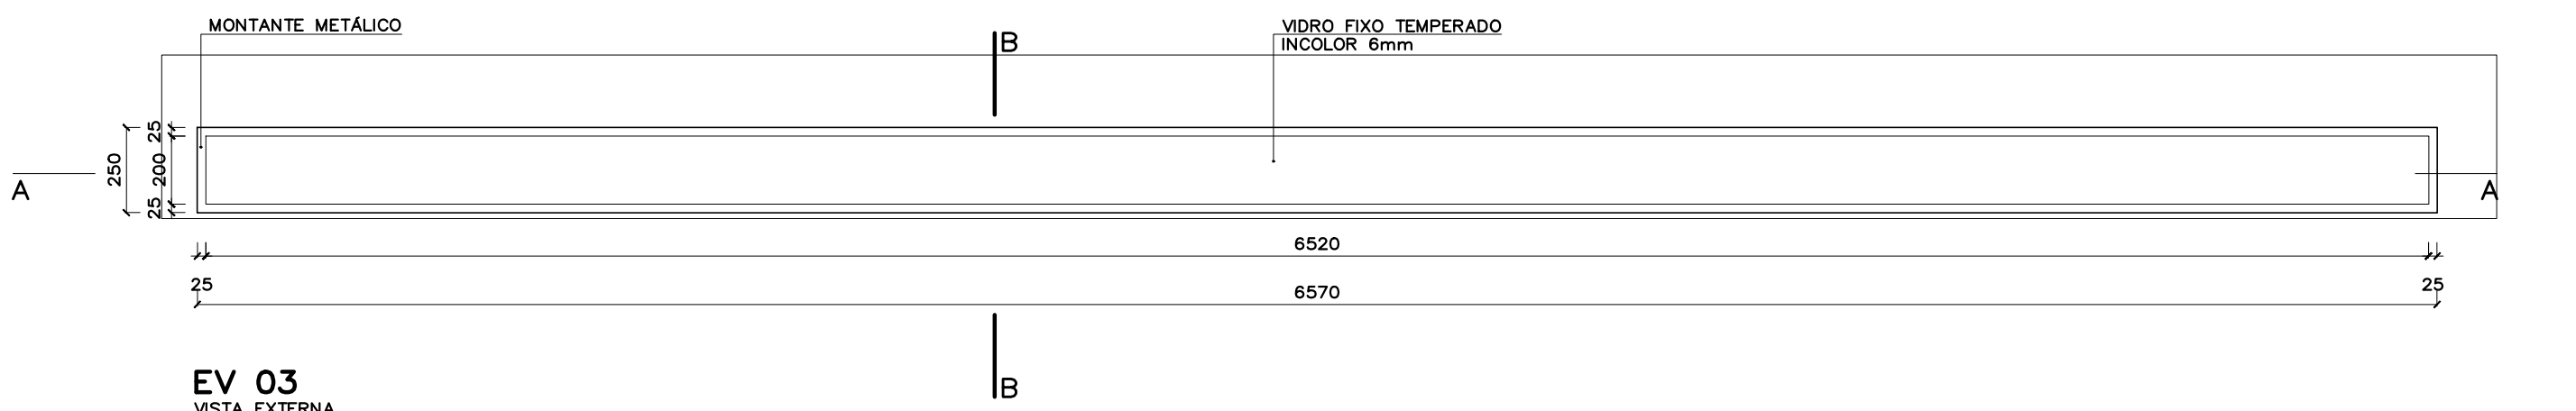 MONTANTE METÁLICO
B
VIDRO FIXO TEMPERADO
INCOLOR 6mm
25
250
200
25
A
A
6520
25
6570
25
B
EV 03
VISTA EXTERNA